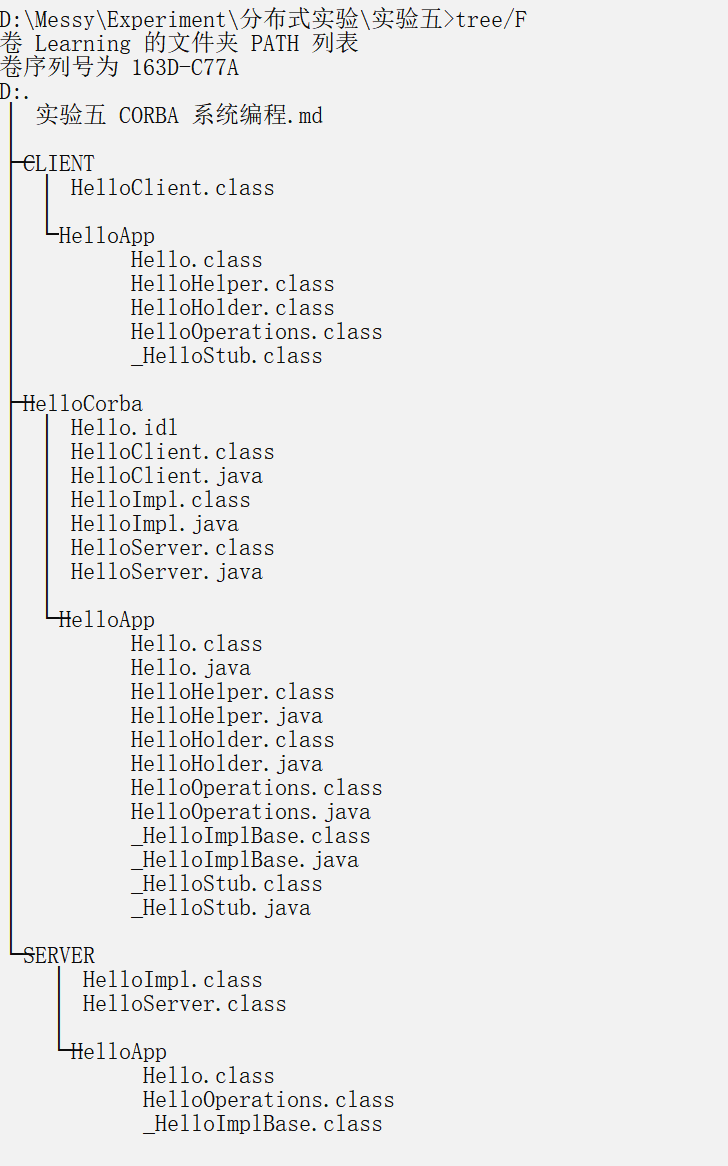 D:\Messy\Experiment\分布式实验\实验五>tree/F
卷 Learning 的文件夹 PATH 列表
卷序列号为 163D-C77A
D:.
实验五 CORBA 系统编程.md
CLIENT
HelloClient.class
HelloApp
Hello.class
HelloHelper.class
HelloHolder.class
HelloOperations.class
_HelloStub.class
HelloCorba
Hello.idl
HelloClient.class
HelloClient.java
HelloImpl.class
HelloImpl.java
HelloServer.class
HelloServer.java
HelloApp
Hello.class
Hello.java
HelloHelper.class
HelloHelper.java
HelloHolder.class
HelloHolder.java
HelloOperations.class
HelloOperations.java
_HelloImplBase.class
_HelloImplBase.java
_HelloStub.class
_HelloStub.java
SERVER
HelloImpl.class
HelloServer.class
HelloApp
Hello.class
HelloOperations.class
_HelloImplBase.class